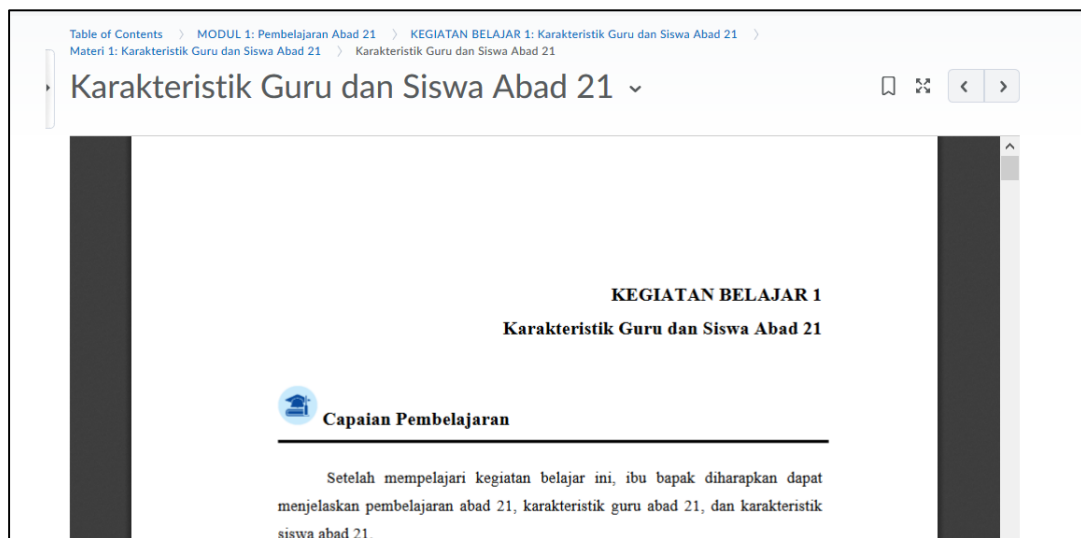 Table of Contents > MODUL 1: Pembelajaran Abad 21 > KEGIATAN BELAJAR 1: Karakteristik Guru dan Siswa Abad 21 >
Materi 1: Karakteristik Guru dan Siswa Abad 21 > Karakteristik Guru dan Siswa Abad 21
Karakteristik Guru dan Siswa Abad 21
KEGIATAN BELAJAR 1
Karakteristik Guru dan Siswa Abad 21
Capaian Pembelajaran
Setelah mempelajari kegiatan belajar ini, ibu bapak diharapkan dapat
menjelaskan pembelajaran abad 21, karakteristik guru abad 21, dan karakteristik
siswa abad 21.